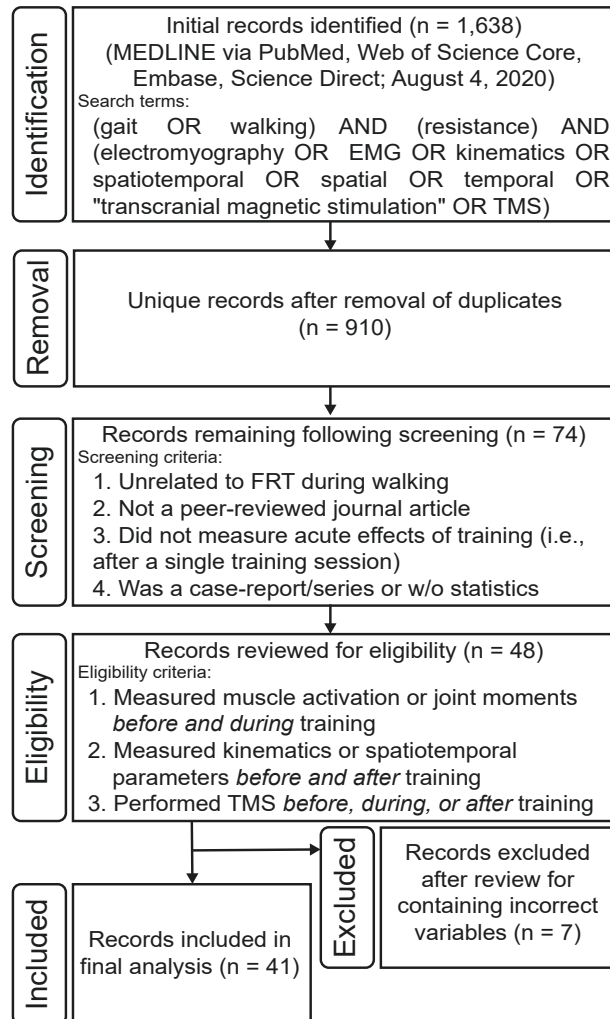 Identification
Initial records identified (n = 1,638)
(MEDLINE via PubMed, Web of Science Core,
Embase, Science Direct; August 4, 2020)
Search terms:
(gait OR walking) AND (resistance) AND
(electromyography OR EMG OR kinematics OR
spatiotemporal OR spatial OR temporal OR
"transcranial magnetic stimulation" OR TMS)
Removal
Unique records after removal of duplicates
(n = 910)
Screening
Records remaining following screening (n = 74)
Screening criteria:
1. Unrelated to FRT during walking
2. Not a peer-reviewed journal article
3. Did not measure acute effects of training (i.e.,
after a single training session)
4. Was a case-report/series or w/o statistics
Eligibility
Records reviewed for eligibility (n = 48)
Eligibility criteria:
1. Measured muscle activation or joint moments
before and during training
2. Measured kinematics or spatiotemporal
parameters before and after training
3. Performed TMS before, during, or after training
Excluded
Records excluded
after review for
containing incorrect
variables (n = 7)
Included
Records included in
final analysis (n = 41)